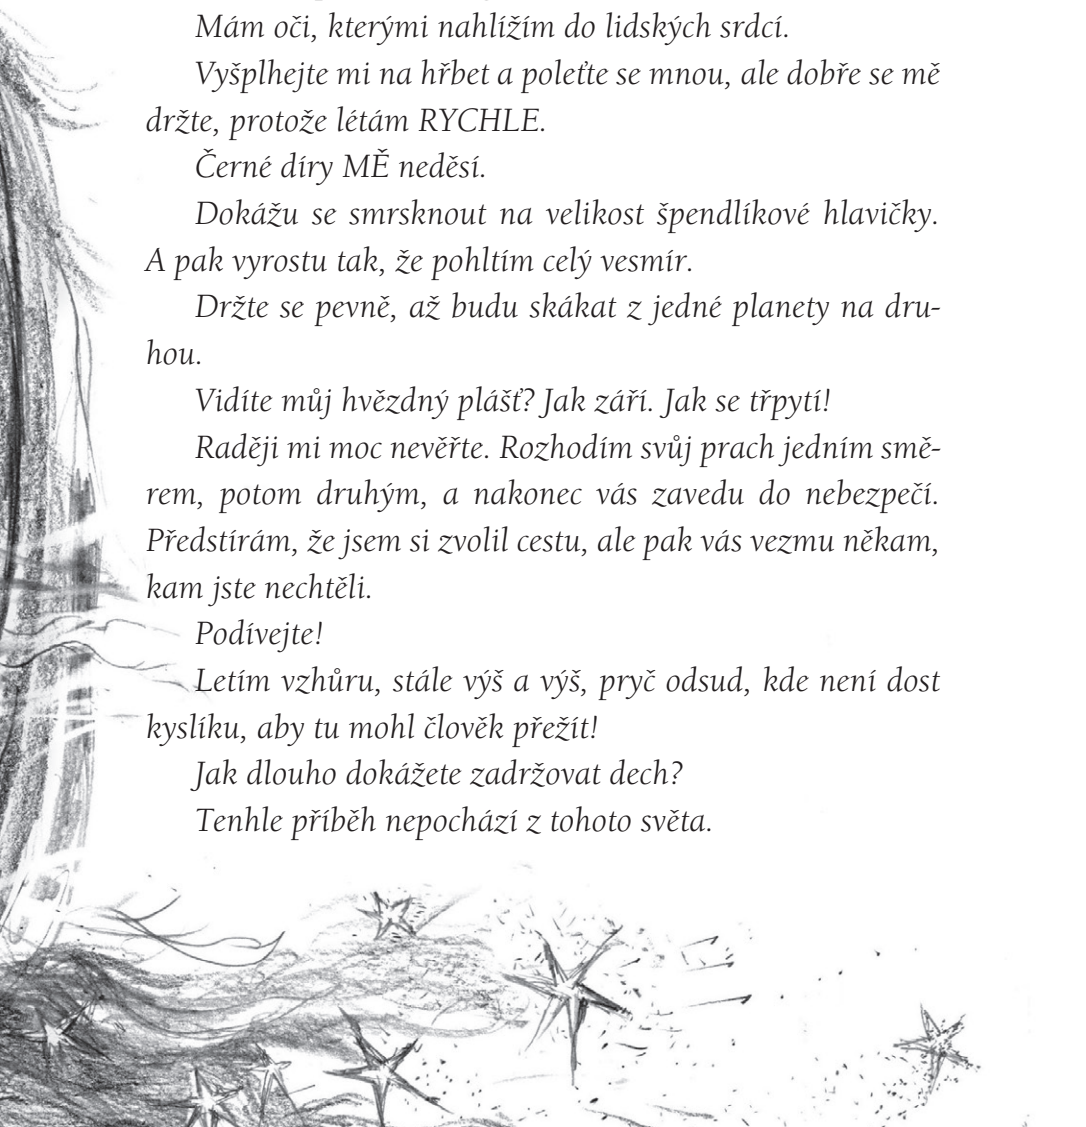 Mám oči, kterými nahlížím do lidských srdcí.
Vyšplhejte mi na hřbet a poleťte se mnou, ale dobře se mě
držte, protože létám RYCHLE.
Černé díry MĚ neděsí.
Dokážu se smrsknout na velikost špendlíkové hlavičky.
A pak vyrostu tak, že pohltím celý vesmír.
Držte se pevně, až budu skákat z jedné planety na dru-
hou.
Vidíte můj hvězdný plášť? Jak září. Jak se třpytí!
Raději mi moc nevěřte. Rozhodím svůj prach jedním smě-
rem, potom druhým, a nakonec vás zavedu do nebezpečí.
Předstírám, že jsem si zvolil cestu, ale pak vás vezmu někam,
kam jste nechtěli.
Podívejte!
Letím vzhůru, stále výš a výš, pryč odsud, kde není dost
kyslíku, aby tu mohl člověk přežít!
Jak dlouho dokážete zadržovat dech?
Tenhle příběh nepochází z tohoto světa.